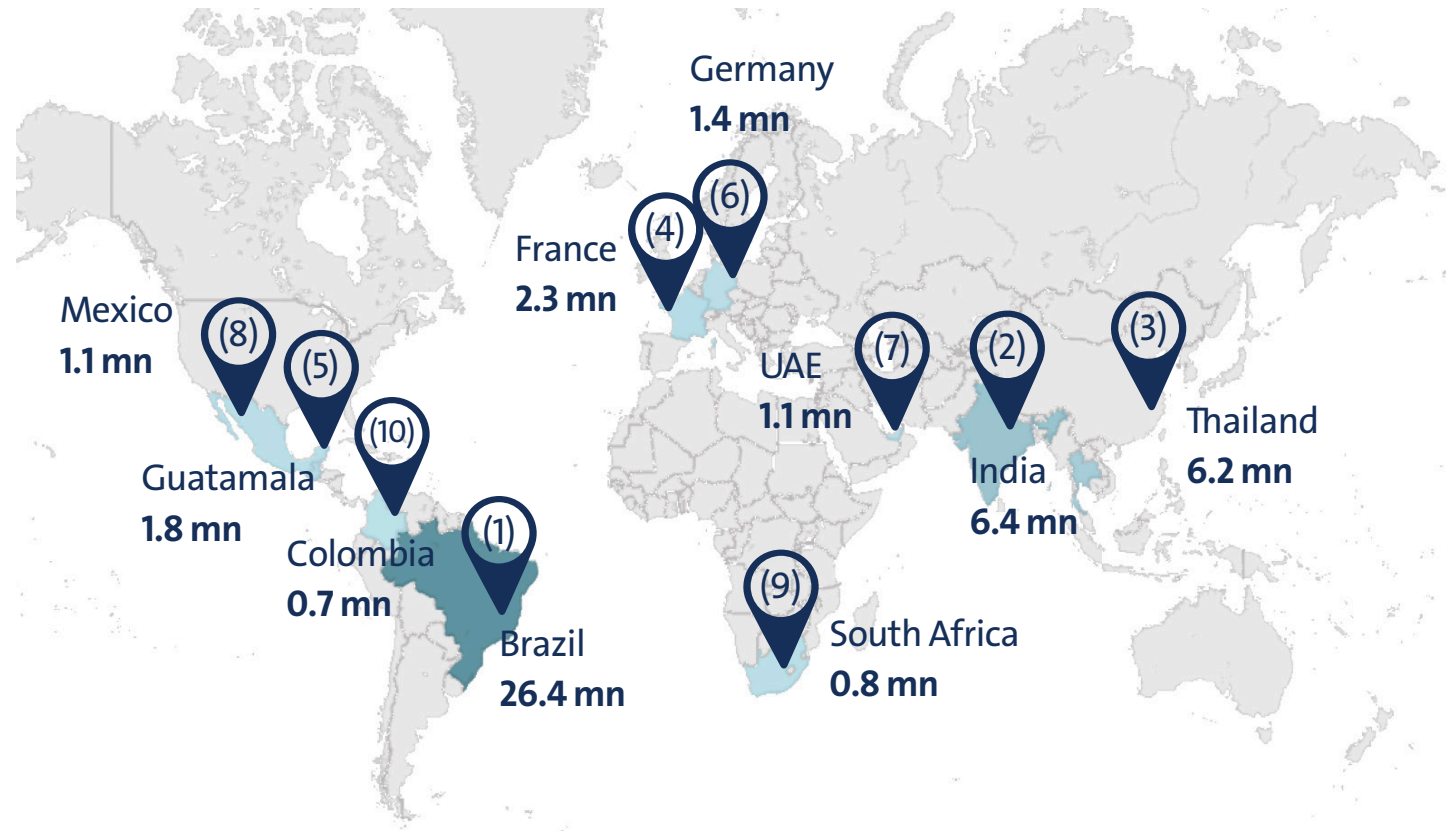 Germany
1.4 mn
(6)
(4)
France
2.3 mn
Mexico
1.1 mn
(8)
(5)
(7)
(2)
(3)
UAE
1.1 mn
(10)
Thailand
6.2 mn
India
6.4 mn
Guatamala
1.8 mn
(1)
Colombia
0.7 mn
(9)
Brazil
26.4 mn
South Africa
0.8 mn